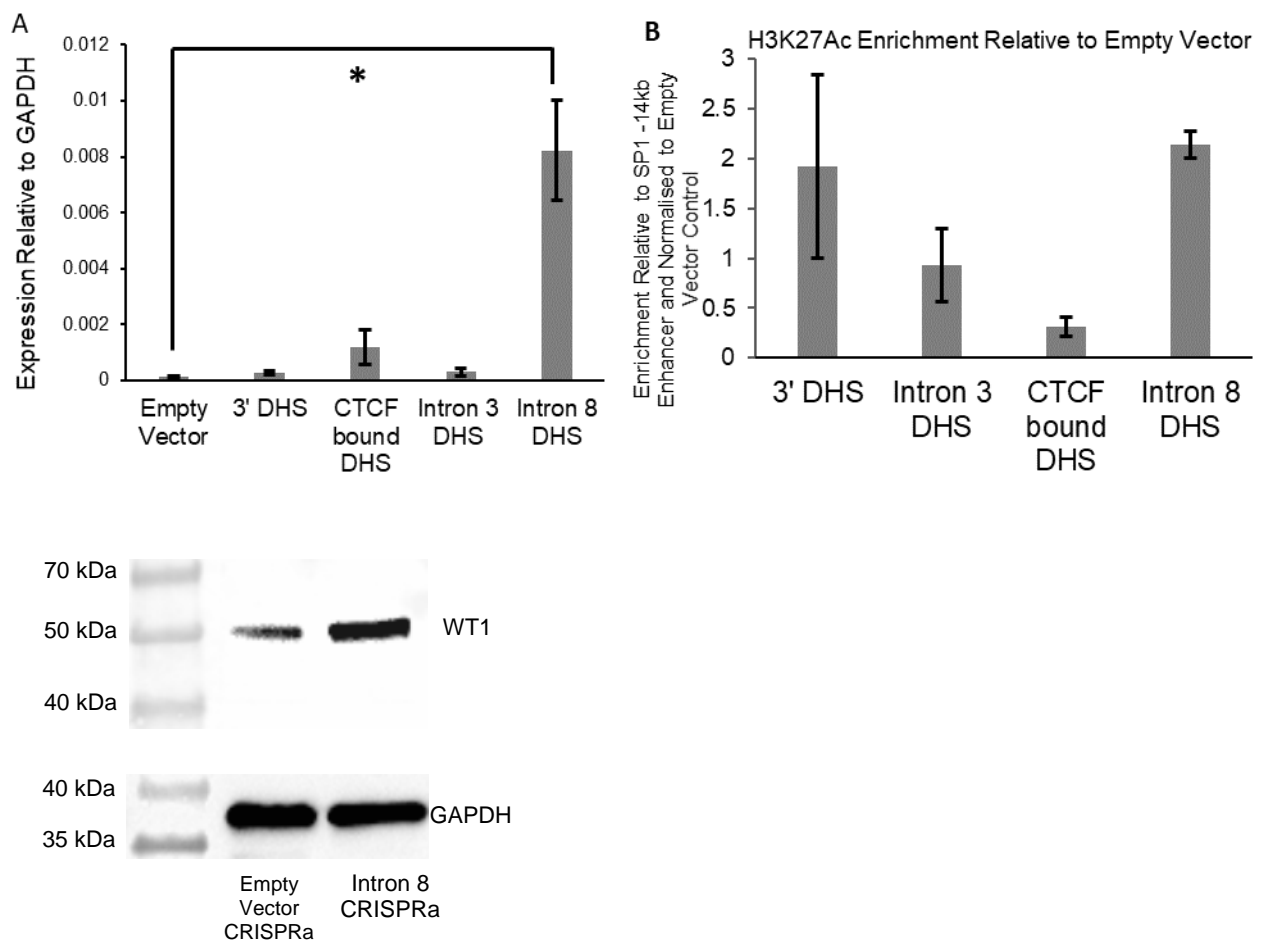 A
Expression Relative to GAPDH
0.012
0.01
0.008
0.006
0.004
0.002
0
*
Empty
Vector
3' DHS
CTCF
bound
DHS
Intron 3
DHS
Intron 8
DHS
B
H3K27Ac Enrichment Relative to Empty Vector
Enrichment Relative to SP1 -14kb
Enhancer and Normalised to Empty
Vector Control
3
2.5
2
1.5
1
0.5
0
3' DHS
Intron 3
DHS
CTCF
bound
DHS
Intron 8
DHS
70 kDa
50 kDa
40 kDa
WT1
40 kDa
35 kDa
GAPDH
Empty
Vector
CRISPRa
Intron 8
CRISPRa